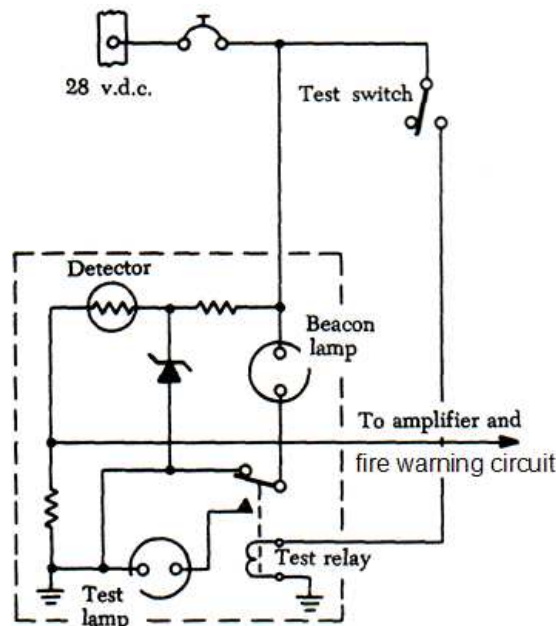 28 v.d.c.
Test switch
Detector
Beacon
lamp
To amplifier and
fire warning circuit
Test relay
Test
lamp